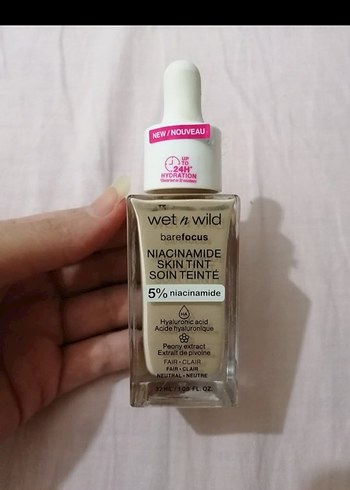 NEW / NOUVEAU
UP
TO
24H*
HYDRATION
wet n wild
barefocus
NIACINAMIDE
SKIN TINT
SOIN TEINTÉ
5% niacinamide
HA
Hyaluronic acid
Acide hyaluronique
Peony extract
Extrait de pivoine
FAIR • CLAIR
FAIR • CLAIR
NEUTRAL • NEUTRE